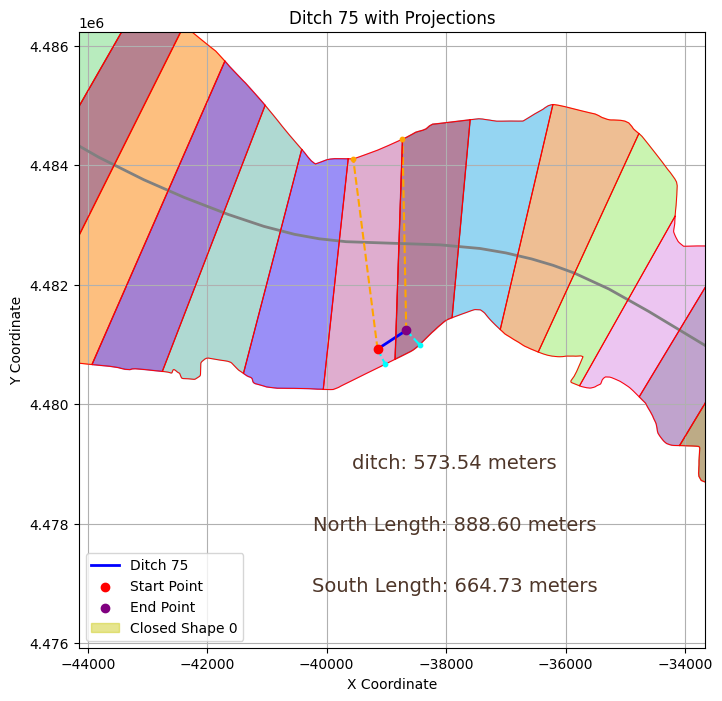 Ditch 75 with Projections
1e6
4.486
4.484
4.482
4.480
4.478
4.476
Y Coordinate
ditch: 573.54 meters
North Length: 888.60 meters
South Length: 664.73 meters
Ditch 75
Start Point
End Point
Closed Shape 0
−44000 −42000 −40000 −38000 −36000 −34000
X Coordinate